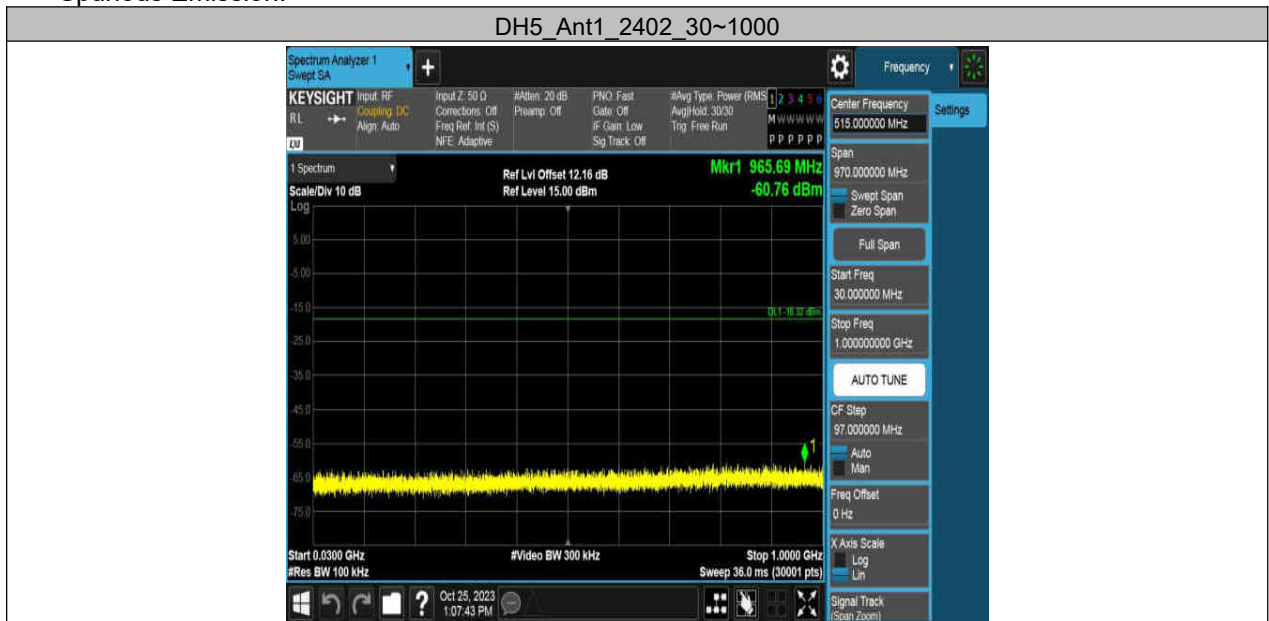 Spurious Emission:
DH5_Ant1_2402_30~1000
Spectrum Analyzer 1
Swept SA
+
Frequency
KEYSIGHT
RL
LXI
Input: RF
Coupling: DC
Align: Auto
Input Z: 50 Ω
Corrections: Off
Freq Ref: Int (S)
NFE: Adaptive
#Atten: 20 dB
Preamp: Off
PNO: Fast
Gate: Off
IF Gain: Low
Sig Track: Off
#Avg Type: Power (RMS
Avg|Hold: 30/30
Trig: Free Run
1 2 3 4 5 6
M W W W W W
P P P P P P
Center Frequency
515.000000 MHz
Settings
1 Spectrum
Scale/Div 10 dB
Log
Ref Lvl Offset 12.16 dB
Ref Level 15.00 dBm
Mkr1 965.69 MHz
-60.76 dBm
Span
970.000000 MHz
Swept Span
Zero Span
Full Span
Start Freq
30.000000 MHz
Stop Freq
1.000000000 GHz
AUTO TUNE
CF Step
97.000000 MHz
Auto
Man
Freq Offset
0 Hz
X Axis Scale
Log
Lin
Signal Track
(Span Zoom)
5.00
-5.00
-15.0
DL1 -18.32 dBm
-25.0
-35.0
-45.0
-55.0
1
-65.0
-75.0
Start 0.0300 GHz
#Video BW 300 kHz
Stop 1.0000 GHz
#Res BW 100 kHz
Sweep 36.0 ms (30001 pts)
?
Oct 25, 2023
1:07:43 PM